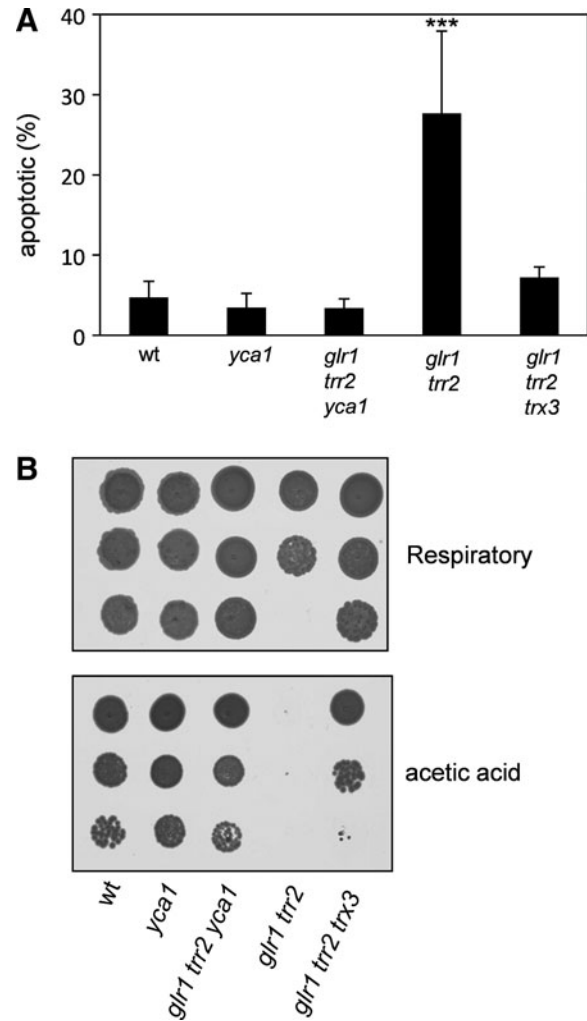 A
40
30
20
10
0
apoptotic (%)
***
wt
yca1
glr1
trr2
yca1
glr1
trr2
glr1
trr2
trx3
B
Respiratory
acetic acid
wt
yca1
glr1 trr2 yca1
glr1 trr2
glr1 trr2 trx3